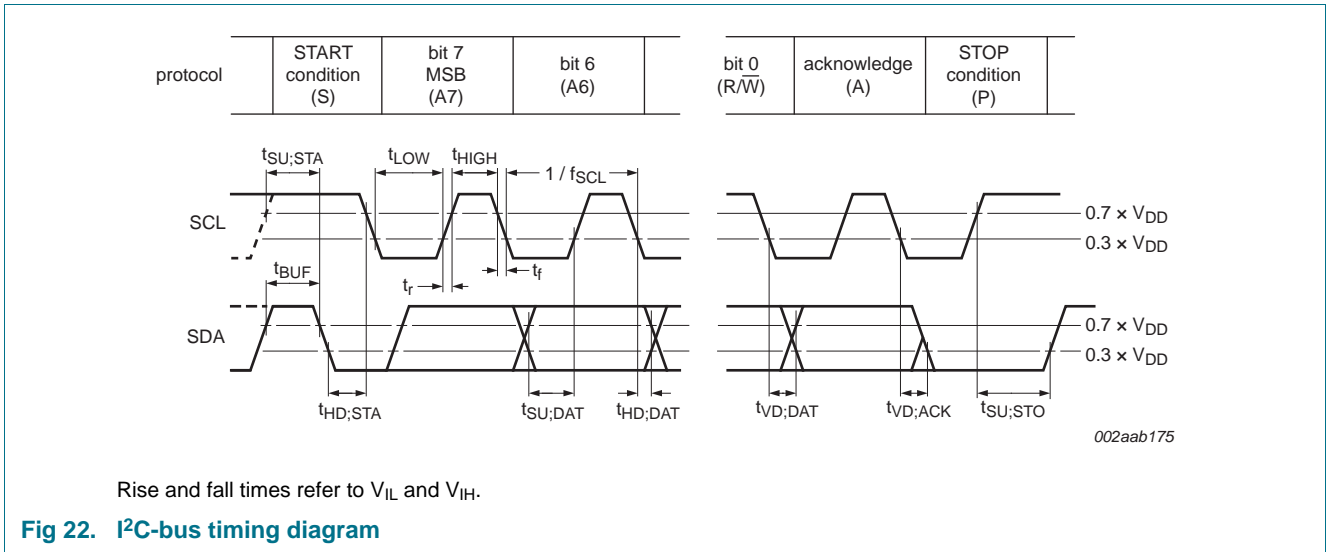 protocol
START
condition
(S)
bit 7
MSB
(A7)
bit 6
(A6)
bit 0
(R/W̅)
acknowledge
(A)
STOP
condition
(P)
tSU;STA
tLOW
tHIGH
1 / fSCL
SCL
0.7 × VDD
0.3 × VDD
tBUF
tr
tf
SDA
0.7 × VDD
0.3 × VDD
tHD;STA
tSU;DAT
tHD;DAT
tVD;DAT
tVD;ACK
tSU;STO
002aab175
Rise and fall times refer to VIL and VIH.
Fig 22. I²C-bus timing diagram